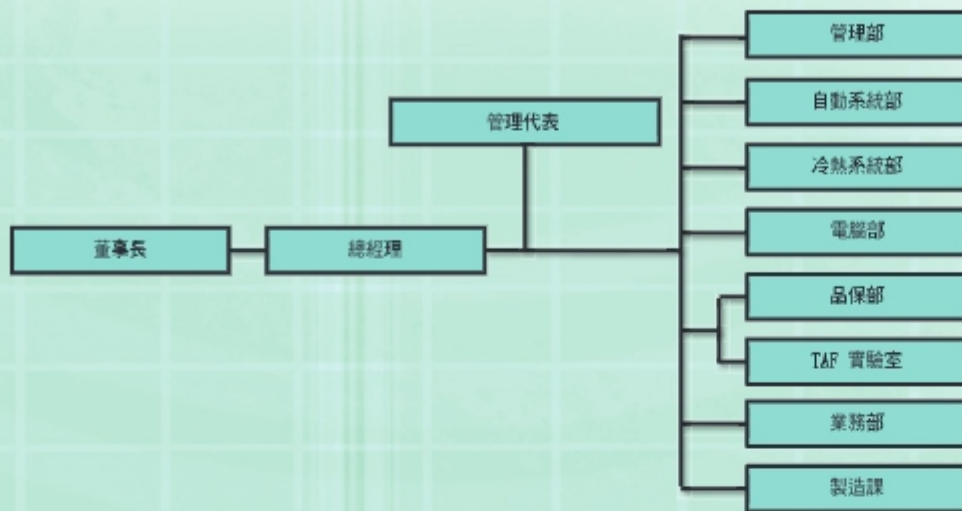 董事長
總經理
管理代表
管理部
自動系統部
冷熱系統部
電腦部
品保部
TAF 實驗室
業務部
製造課